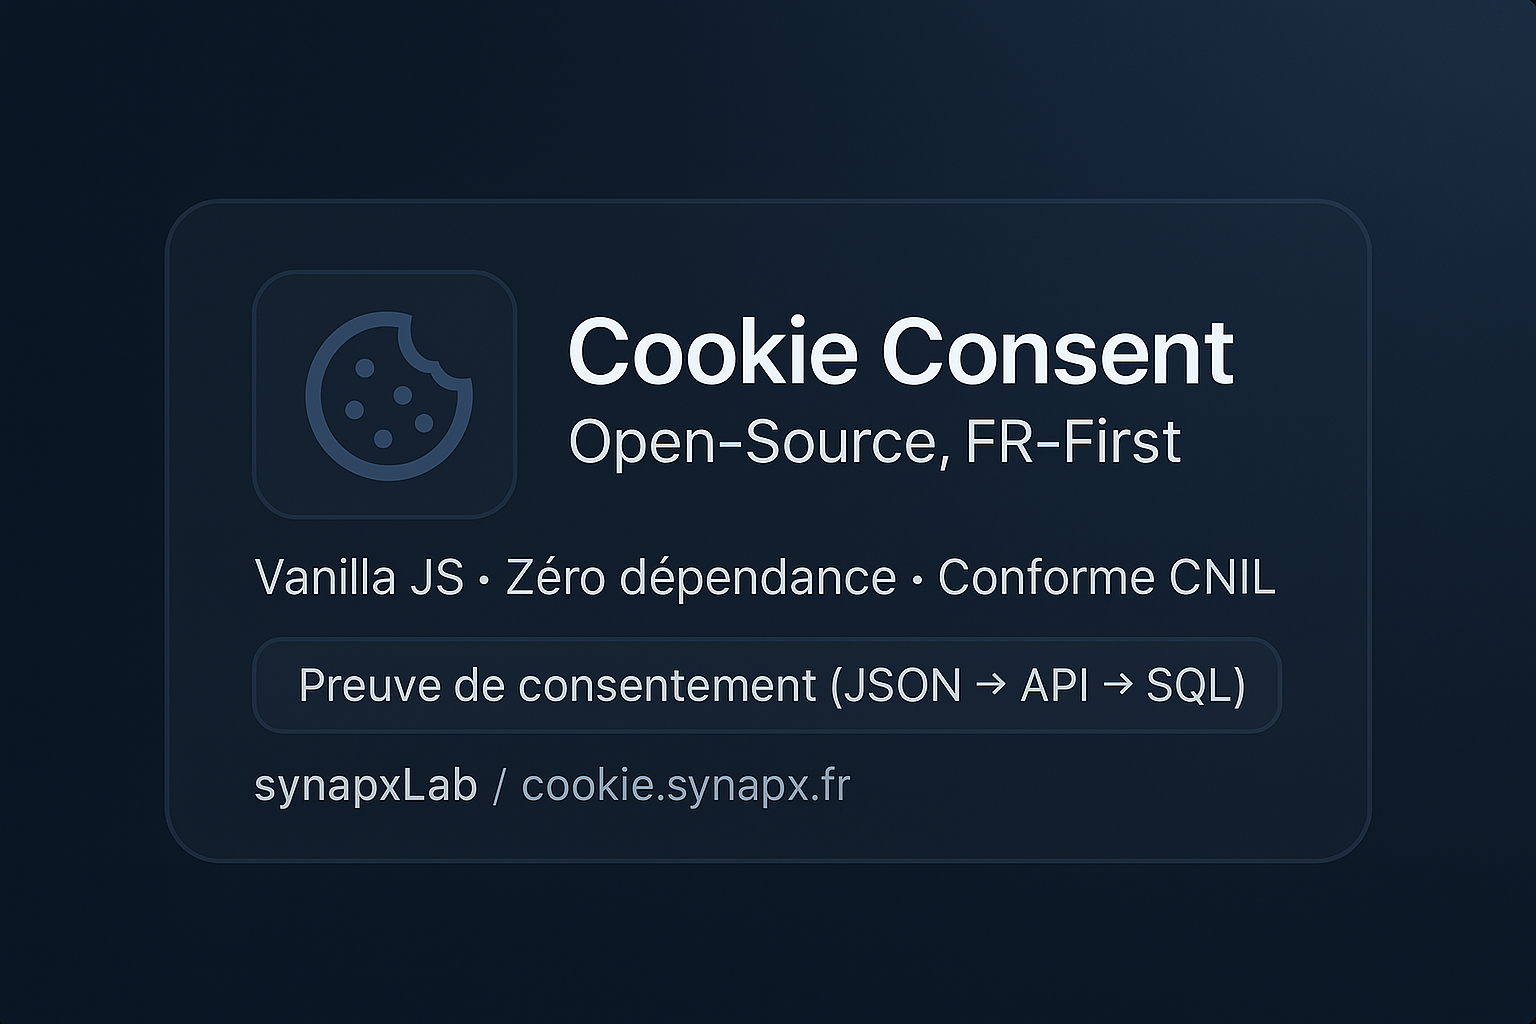 Cookie Consent
Open-Source, FR-First
Vanilla JS • Zéro dépendance • Conforme CNIL
Preuve de consentement (JSON → API → SQL)
synapxLab / cookie.synapx.fr